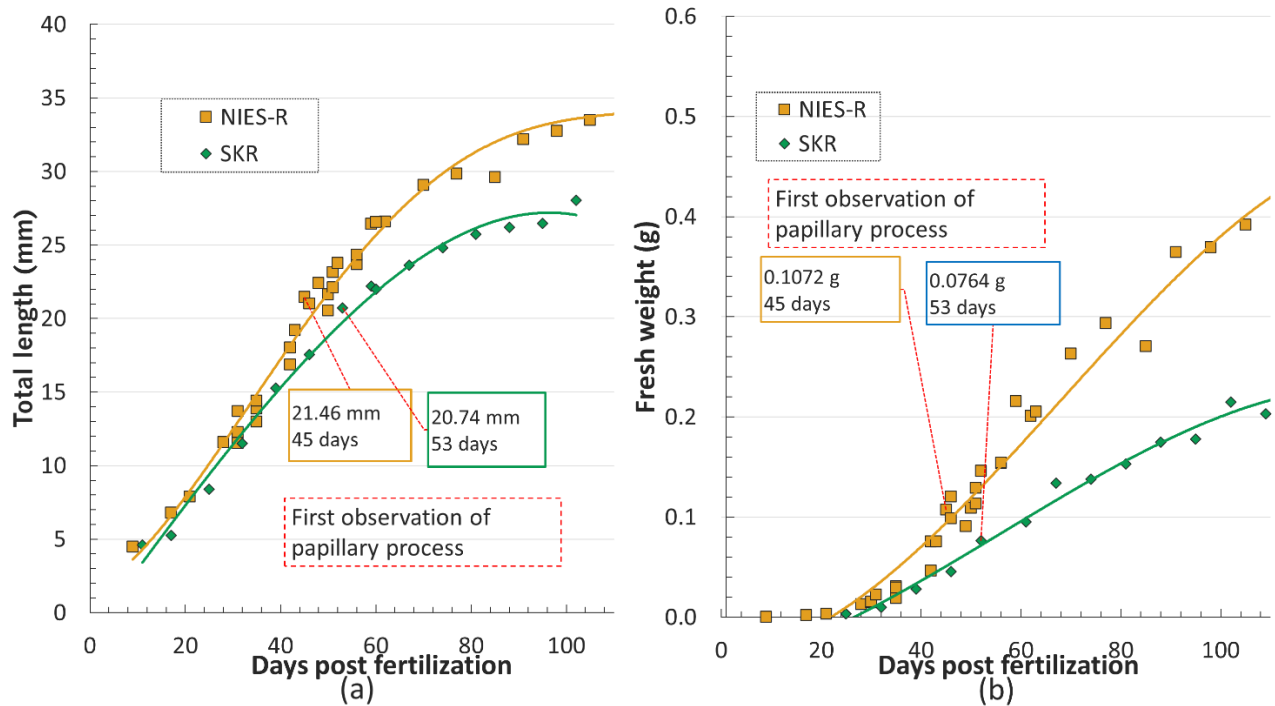 40
35
30
25
20
15
10
5
0
Total length (mm)
NIES-R
SKR
21.46 mm
45 days
20.74 mm
53 days
First observation of
papillary process
0
20
40
60
80
100
Days post fertilization
(a)
0.6
0.5
0.4
0.3
0.2
0.1
0.0
Fresh weight (g)
NIES-R
SKR
First observation of
papillary process
0.1072 g
45 days
0.0764 g
53 days
0
20
40
60
80
100
Days post fertilization
(b)